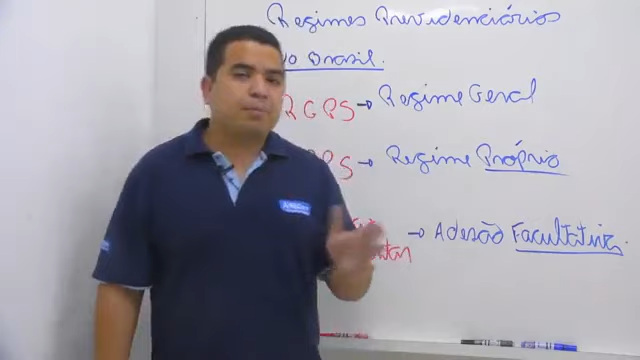 Regimes Previdenciários
no Brasil.
RGPS → Regime Geral
PS → Regime Próprio
→ Adesão Facultativa.